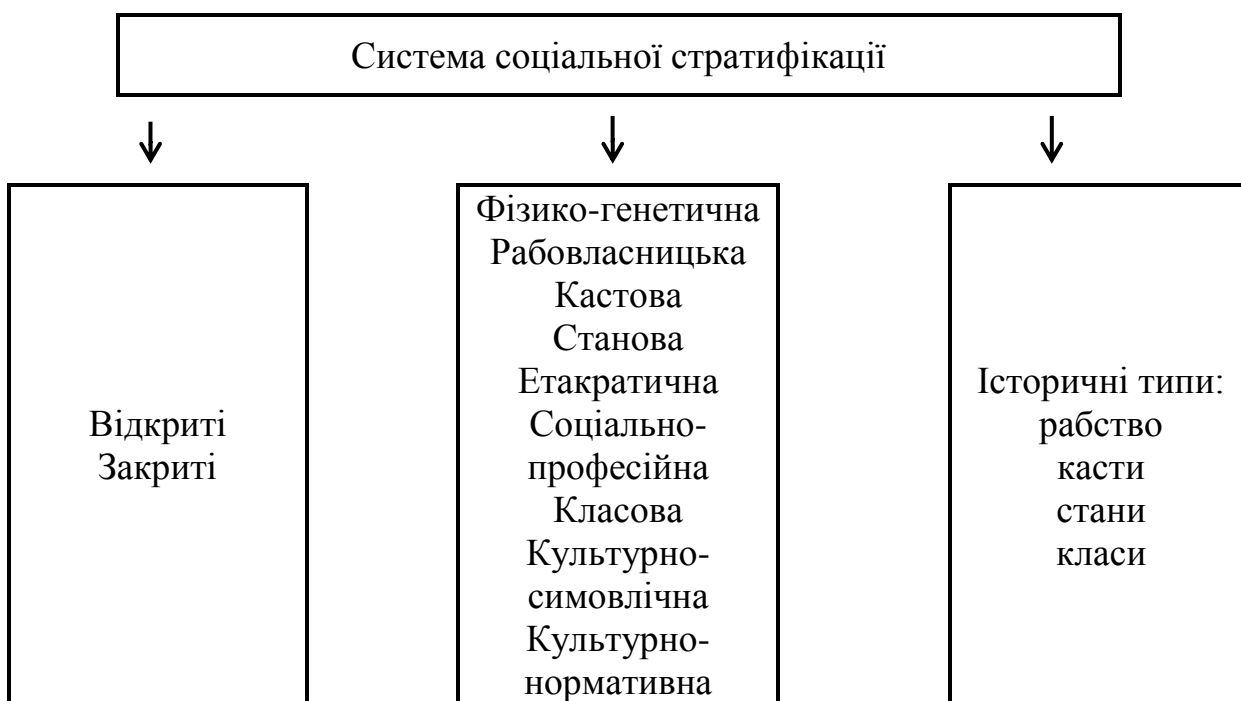 Система соціальної стратифікації
Відкриті
Закриті
Фізико-генетична
Рабовласницька
Кастова
Станова
Етакратична
Соціально-
професійна
Класова
Культурно-
симовлічна
Культурно-
нормативна
Історичні типи:
рабство
касти
стани
класи